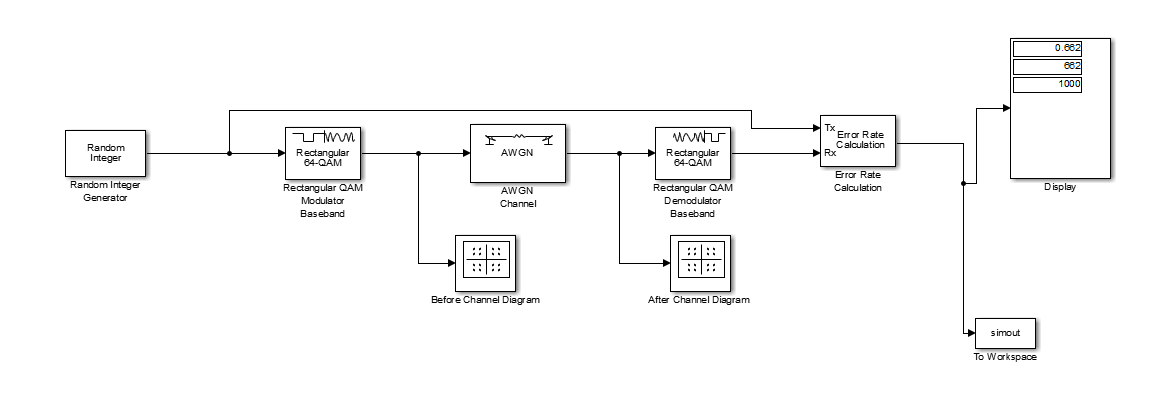 0.662
662
1000
Display
Random
Integer
Random Integer
Generator
Rectangular
64-QAM
Rectangular QAM
Modulator
Baseband
AWGN
AWGN
Channel
Rectangular
64-QAM
Rectangular QAM
Demodulator
Baseband
Tx
Rx
Error Rate
Calculation
Error Rate
Calculation
Before Channel Diagram
After Channel Diagram
simout
To Workspace